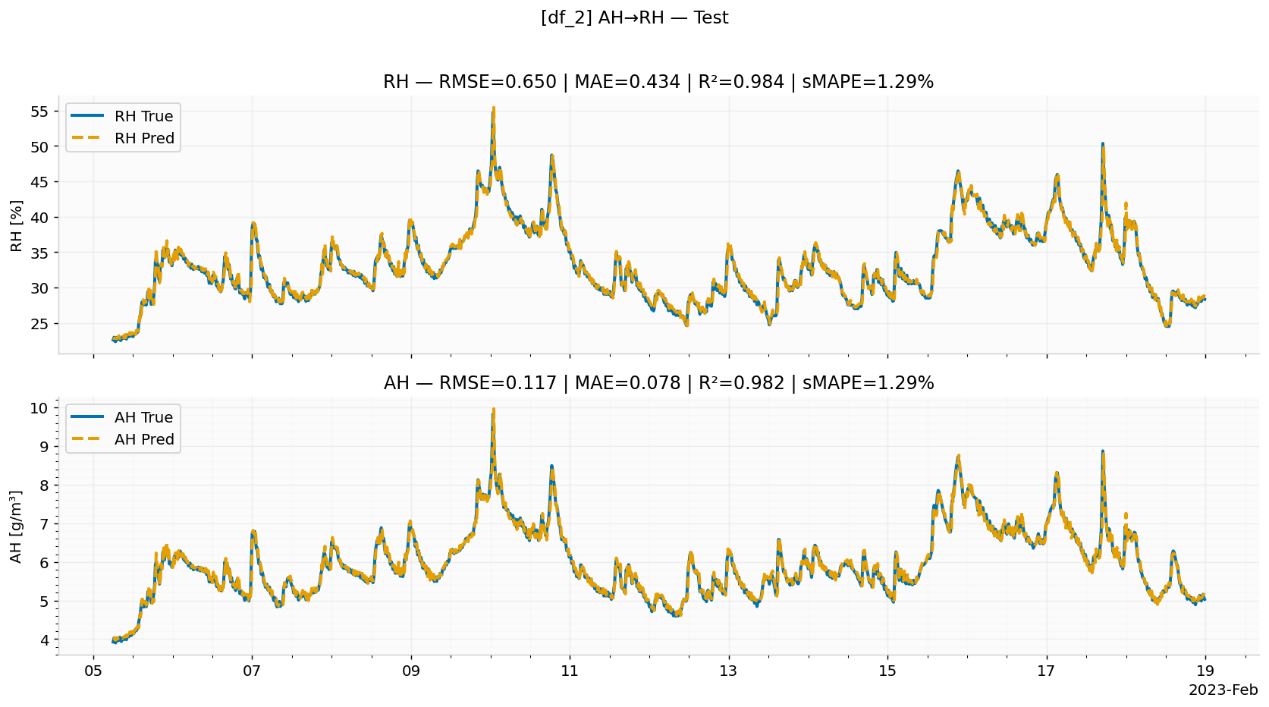 [df_2] AH→RH — Test
RH — RMSE=0.650 | MAE=0.434 | R²=0.984 | sMAPE=1.29%
RH True
RH Pred
RH [%]
55
50
45
40
35
30
25
AH — RMSE=0.117 | MAE=0.078 | R²=0.982 | sMAPE=1.29%
AH True
AH Pred
AH [g/m³]
10
9
8
7
6
5
4
05 07 09 11 13 15 17 19
2023-Feb